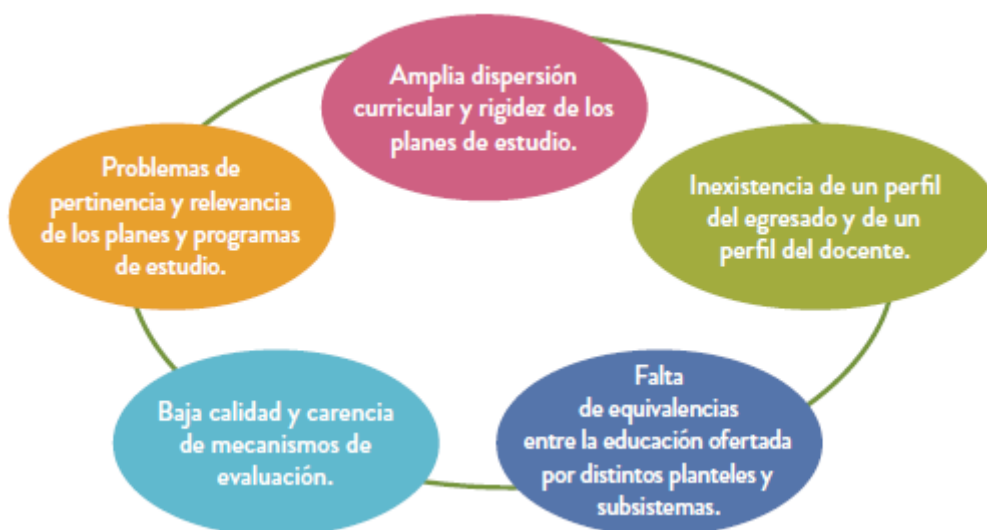 Amplia dispersión
curricular y rigidez de los
planes de estudio.
Problemas de
pertinencia y relevancia
de los planes y programas
de estudio.
Inexistencia de un perfil
del egresado y de un
perfil del docente.
Baja calidad y carencia
de mecanismos de
evaluación.
Falta
de equivalencias
entre la educación ofertada
por distintos planteles y
subsistemas.